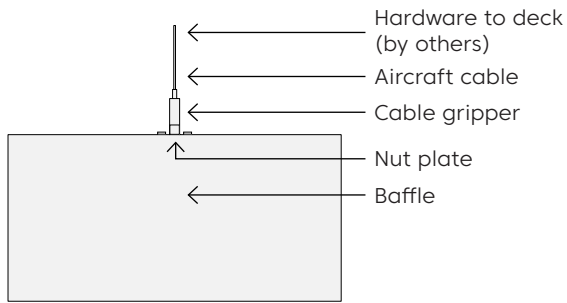 Hardware to deck
(by others)
Aircraft cable
Cable gripper
Nut plate
Baffle